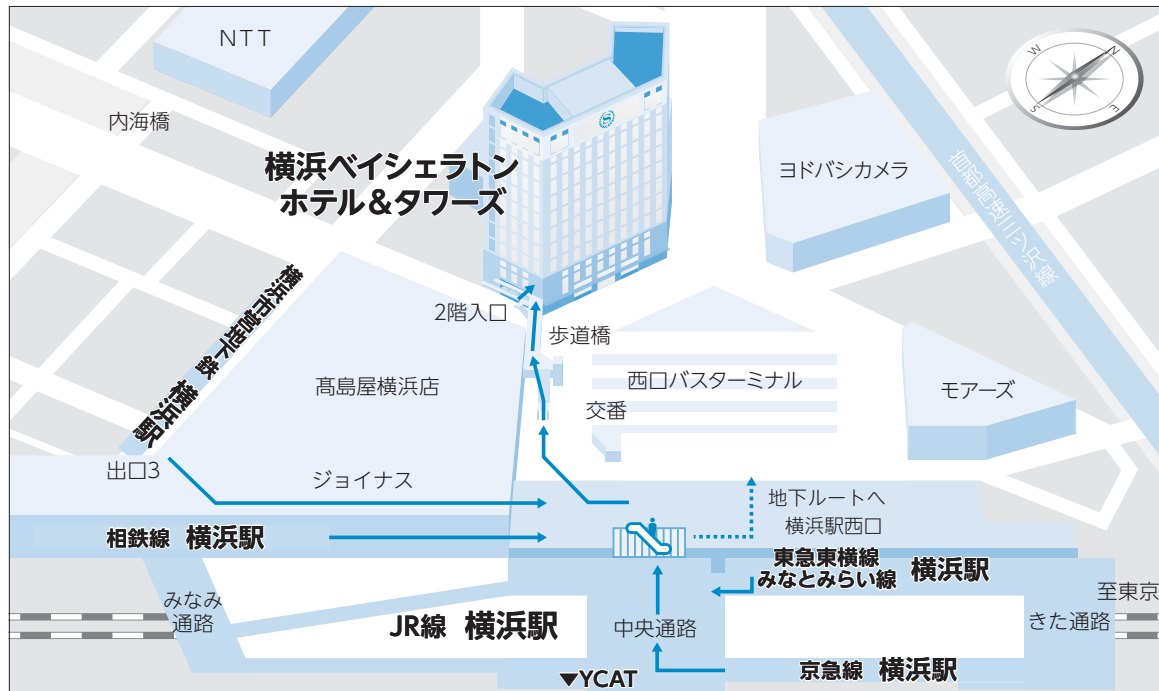 NTT
内海橋
横浜ベイシェラトン
ホテル&タワーズ
S
ヨドバシカメラ
W
N
S
E
首都高速三ツ沢線
横浜市営地下鉄 横浜駅
2階入口
歩道橋
髙島屋横浜店
西口バスターミナル
交番
モアーズ
出口3
ジョイナス
地下ルートへ
横浜駅西口
相鉄線 横浜駅
東急東横線
みなとみらい線 横浜駅
みなみ
通路
JR線 横浜駅
中央通路
至東京
きた通路
京急線 横浜駅
▼YCAT